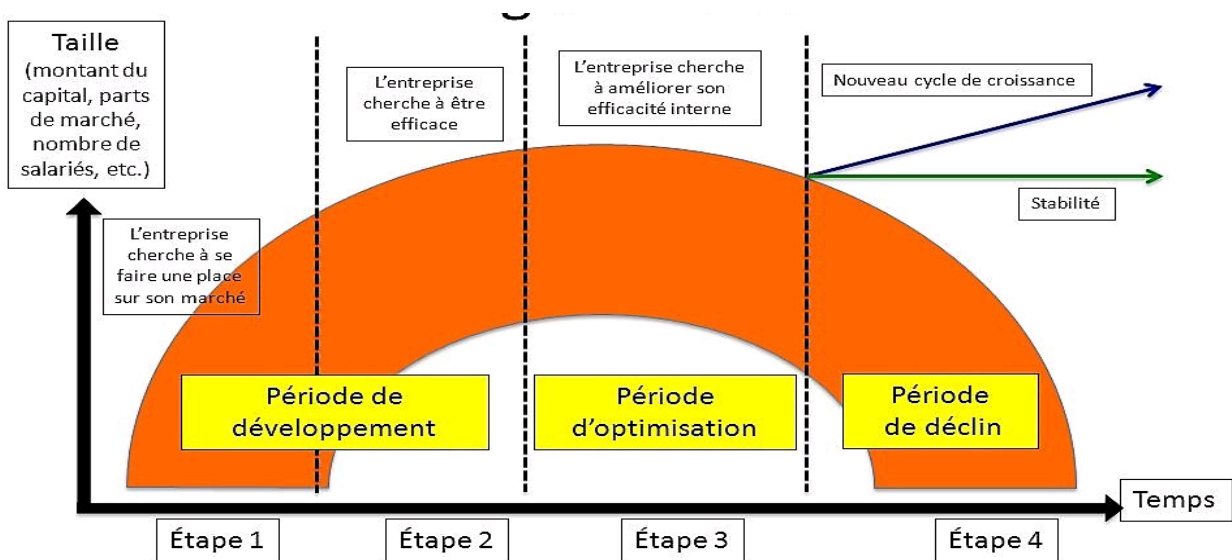 Taille
(montant du
capital, parts
de marché,
nombre de
salariés, etc.)
L’entreprise
cherche à être
efficace
L’entreprise cherche
à améliorer son
efficacité interne
Nouveau cycle de croissance
Stabilité
L’entreprise
cherche à se
faire une place
sur son marché
Période de
développement
Période
d’optimisation
Période
de déclin
Temps
Étape 1
Étape 2
Étape 3
Étape 4